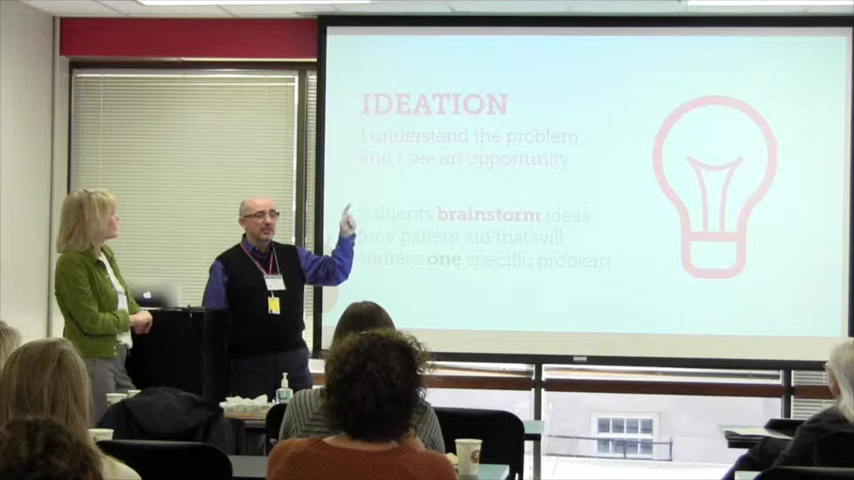 IDEATION
I understand the problem
and I see an opportunity
Students brainstorm ideas
for a patient aid that will
address one specific problem